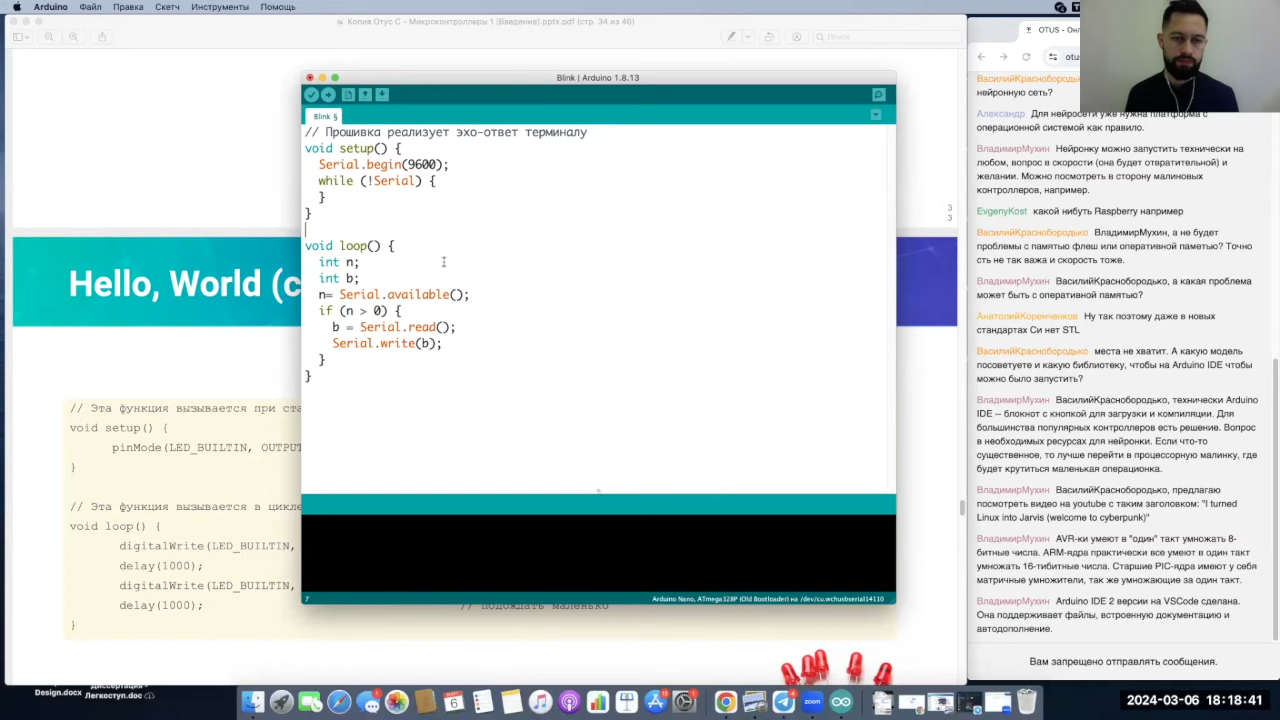 Arduino Файл Правка Скетч Инструменты Помощь
Копия Отус C - Микроконтроллеры 1 [Введение].pptx.pdf (стр. 34 из 46)
Поиск
3
3
Hello, World (с
// Эта функция вызывается при ста
void setup() {
pinMode(LED_BUILTIN, OUTPUT
}
// Эта функция вызывается в цикле
void loop() {
digitalWrite(LED_BUILTIN,
delay(1000);
digitalWrite(LED_BUILTIN,
delay(1000);
// подождать маленько
}
Blink | Arduino 1.8.13
Blink §
// Прошивка реализует эхо-ответ терминалу
void setup() {
Serial.begin(9600);
while (!Serial) {
}
}
void loop() {
int n;
int b;
n= Serial.available();
if (n > 0) {
b = Serial.read();
Serial.write(b);
}
}
7
Arduino Nano, ATmega328P (Old Bootloader) на /dev/cu.wchusbserial14110
OTUS - Он
otus
ВасилийКраснобородько
нейронную сеть?
Александр Для нейросети уже нужна платформа с
операционной системой как правило.
ВладимирМухин Нейронку можно запустить технически на
любом, вопрос в скорости (она будет отвратительной) и
желании. Можно посмотреть в сторону малиновых
контроллеров, например.
EvgenyKost какой нибуть Raspberry например
ВасилийКраснобородько ВладимирМухин, а не будет
проблемы с памятью флеш или оперативной паметью? Точно
сть не так важа и скорость тоже.
ВладимирМухин ВасилийКраснобородько, а какая проблема
может быть с оперативной памятью?
АнатолийКоренченков Ну так поэтому даже в новых
стандартах Си нет STL
ВасилийКраснобородько места не хватит. А какую модель
посоветуете и какую библиотеку, чтобы на Arduino IDE чтобы
можно было запустить?
ВладимирМухин ВасилийКраснобородько, технически Arduino
IDE -- блокнот с кнопкой для загрузки и компиляции. Для
большинства популярных контроллеров есть решение. Вопрос
в необходимых ресурсах для нейронки. Если что-то
существенное, то лучше перейти в процессорную малинку, где
будет крутиться маленькая операционка.
ВладимирМухин ВасилийКраснобородько, предлагаю
посмотреть видео на youtube с таким заголовком: "I turned
Linux into Jarvis (welcome to cyberpunk)"
ВладимирМухин AVR-ки умеют в "один" такт умножать 8-
битные числа. ARM-ядра практически все умеют в один такт
умножать 16-тибитные числа. Старшие PIC-ядра имеют у себя
матричные умножители, так же умножающие за один такт.
ВладимирМухин Arduino IDE 2 версии на VSCode сделана.
Она поддерживает файлы, встроенную документацию и
автодополнение.
Вам запрещено отправлять сообщения.
Design.docx
Диссертация -
Легкоступ.doc
6
zoom
2024-03-06 18:18:41